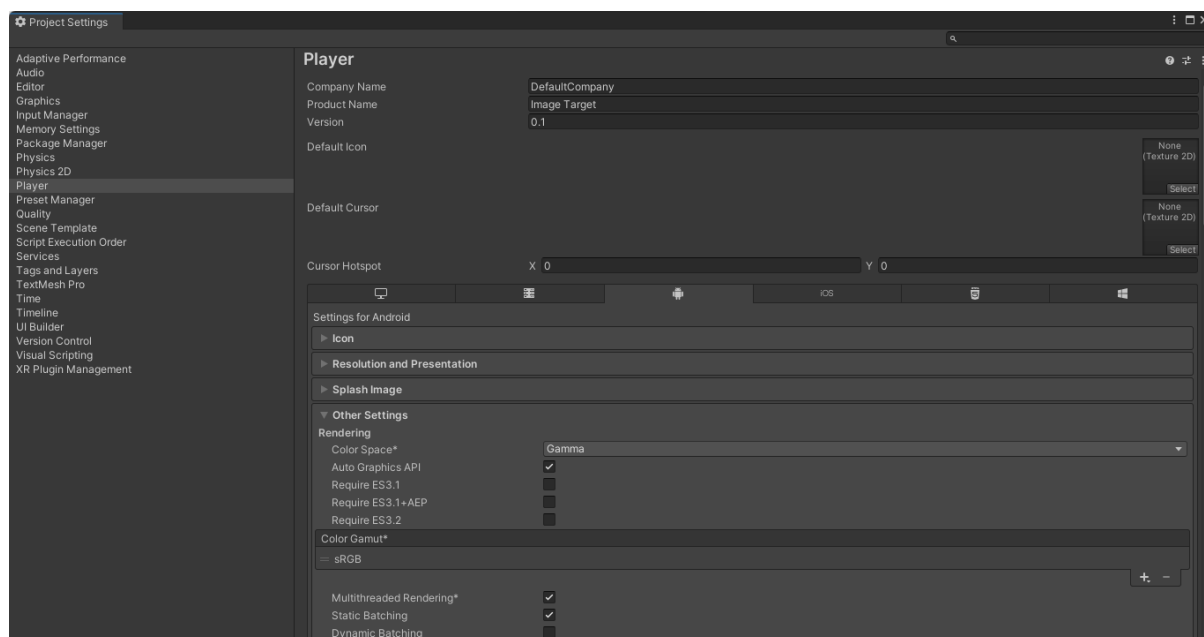 Project Settings
Adaptive Performance
Audio
Editor
Graphics
Input Manager
Memory Settings
Package Manager
Physics
Physics 2D
Player
Preset Manager
Quality
Scene Template
Script Execution Order
Services
Tags and Layers
TextMesh Pro
Time
Timeline
UI Builder
Version Control
Visual Scripting
XR Plugin Management
Player
Company Name DefaultCompany
Product Name Image Target
Version 0.1
Default Icon
None
(Texture 2D)
Select
Default Cursor
None
(Texture 2D)
Select
Cursor Hotspot X 0 Y 0
iOS
Settings for Android
Icon
Resolution and Presentation
Splash Image
Other Settings
Rendering
Color Space* Gamma
Auto Graphics API
Require ES3.1
Require ES3.1+AEP
Require ES3.2
Color Gamut*
sRGB
Multithreaded Rendering*
Static Batching
Dynamic Batching